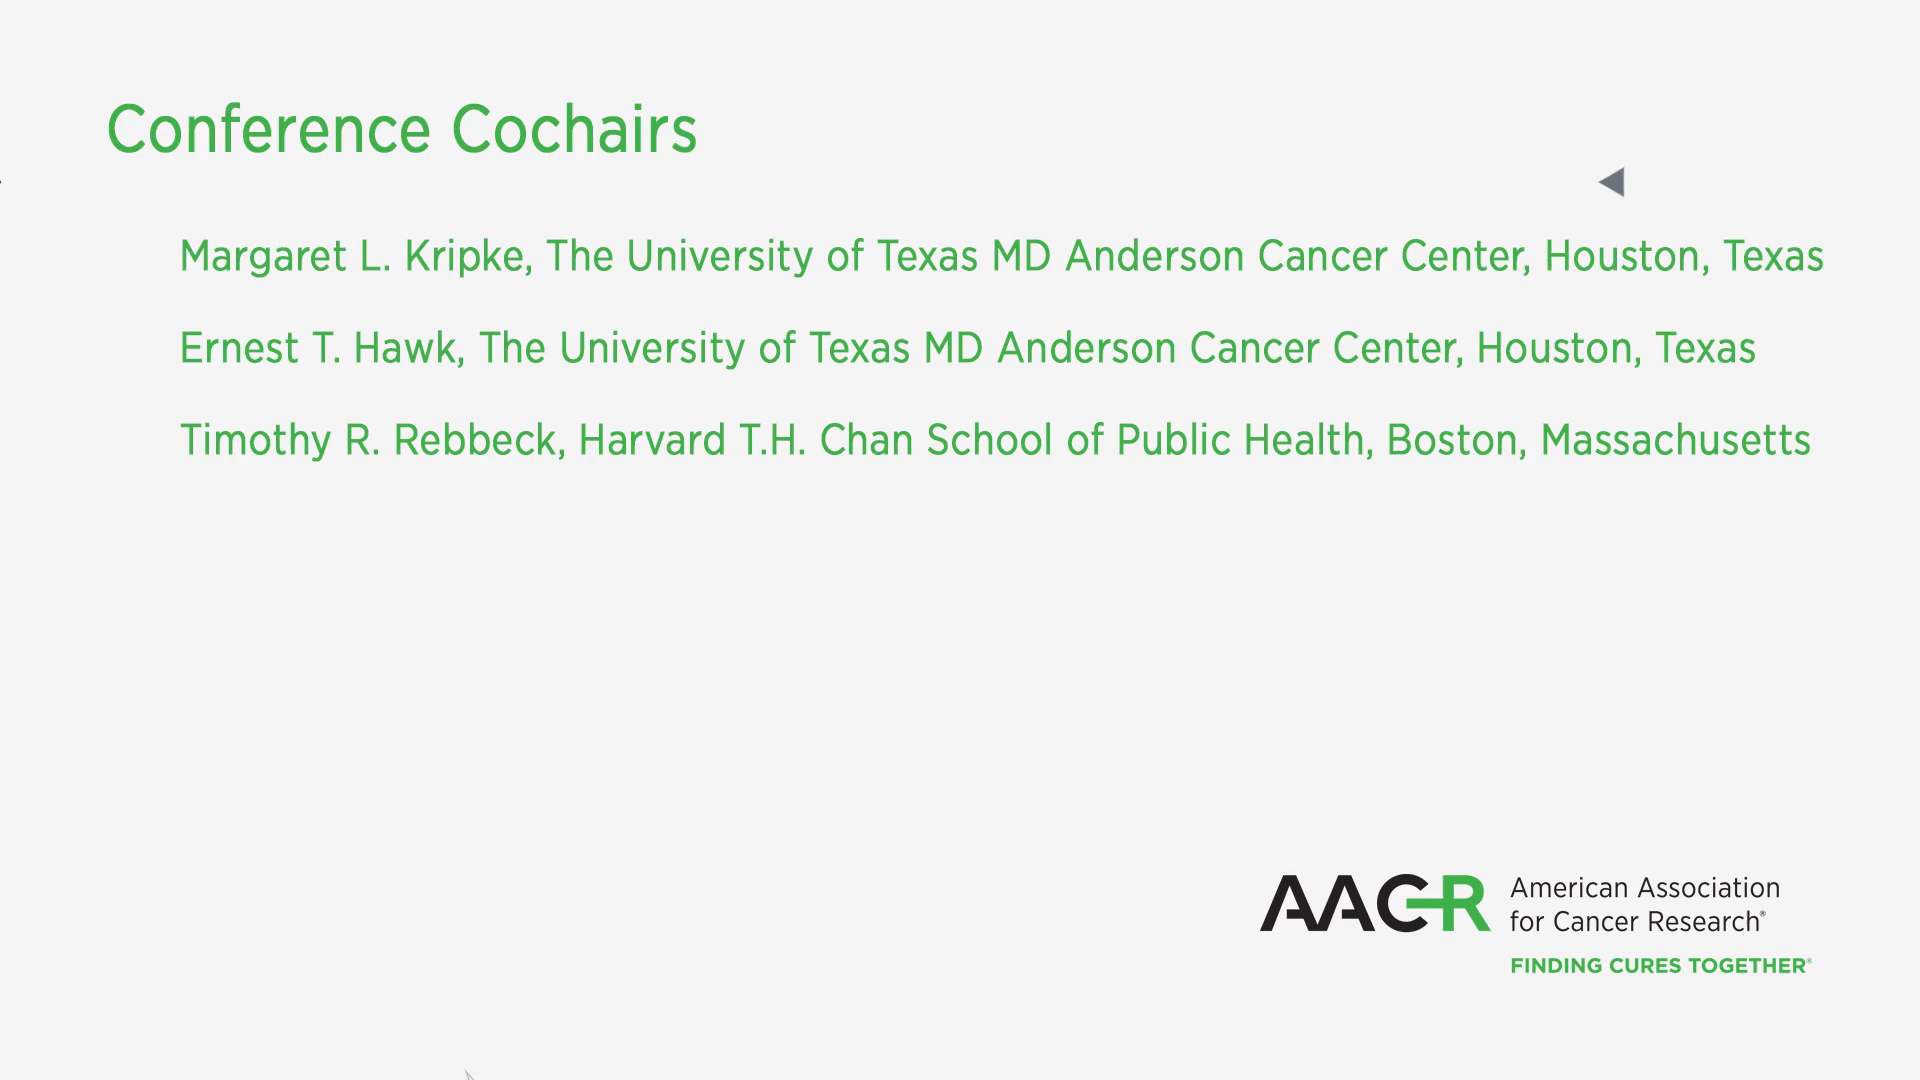 Conference Cochairs
Margaret L. Kripke, The University of Texas MD Anderson Cancer Center, Houston, Texas
Ernest T. Hawk, The University of Texas MD Anderson Cancer Center, Houston, Texas
Timothy R. Rebbeck, Harvard T.H. Chan School of Public Health, Boston, Massachusetts
AACR American Association
for Cancer Research®
FINDING CURES TOGETHER®